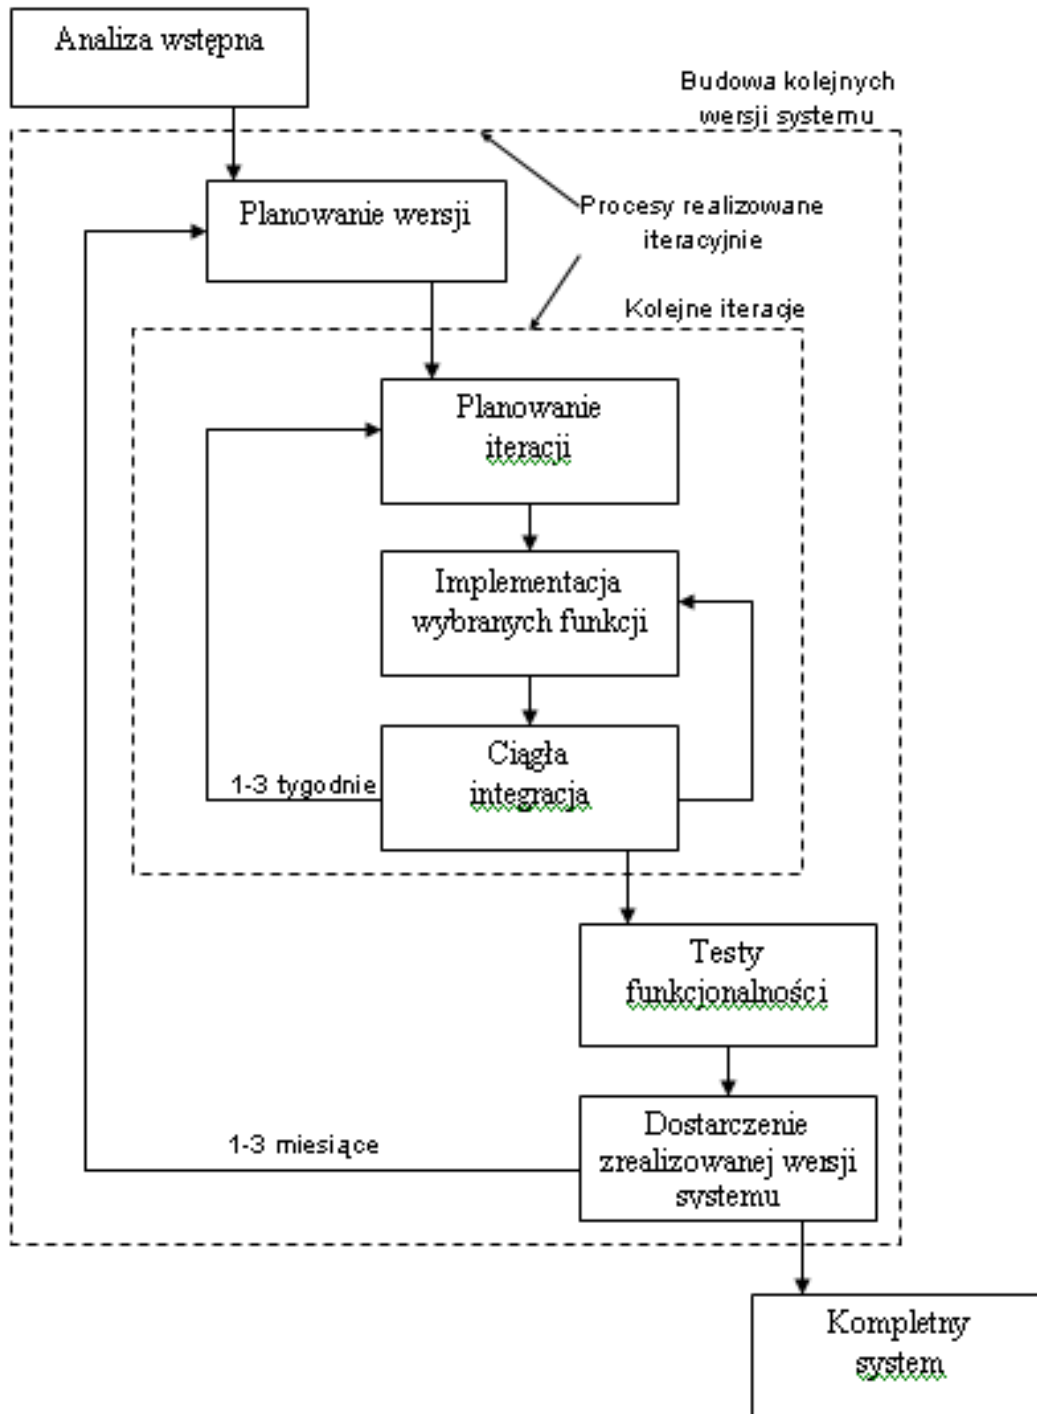 Analiza wstępna
Budowa kolejnych
wersji systemu
Planowanie wersji
Procesy realizowane
iteracyjnie
Kolejne iteracje
Planowanie
iteracji
Implementacja
wybranych funkcji
Ciągła
integracja
1-3 tygodnie
Testy
funkcjonalności
Dostarczenie
zrealizowanej wersji
systemu
1-3 miesiące
Kompletny
system